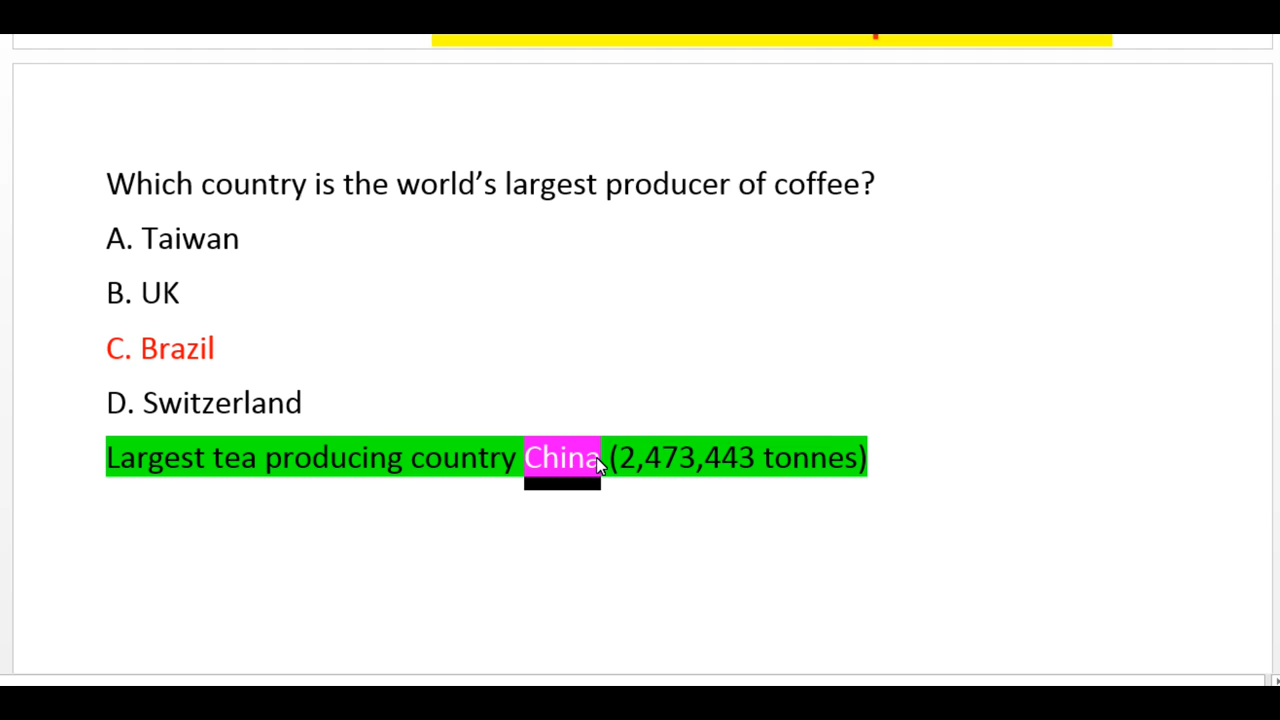 Which country is the world’s largest producer of coffee?
A. Taiwan
B. UK
C. Brazil
D. Switzerland
Largest tea producing country China (2,473,443 tonnes)